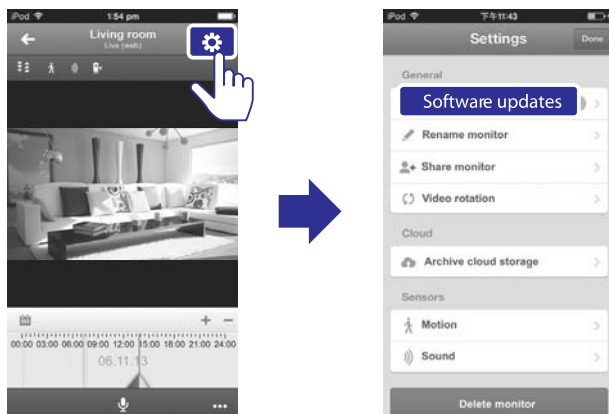 iPod 1:54 pm
Living room
Live (web)
00:00 03:00 06:00 09:00 12:00 15:00 18:00 21:00 24:00
06.11.13
iPod 下午11:43
Settings Done
General
Software updates
Rename monitor
Share monitor
Video rotation
Cloud
Archive cloud storage
Sensors
Motion
Sound
Delete monitor